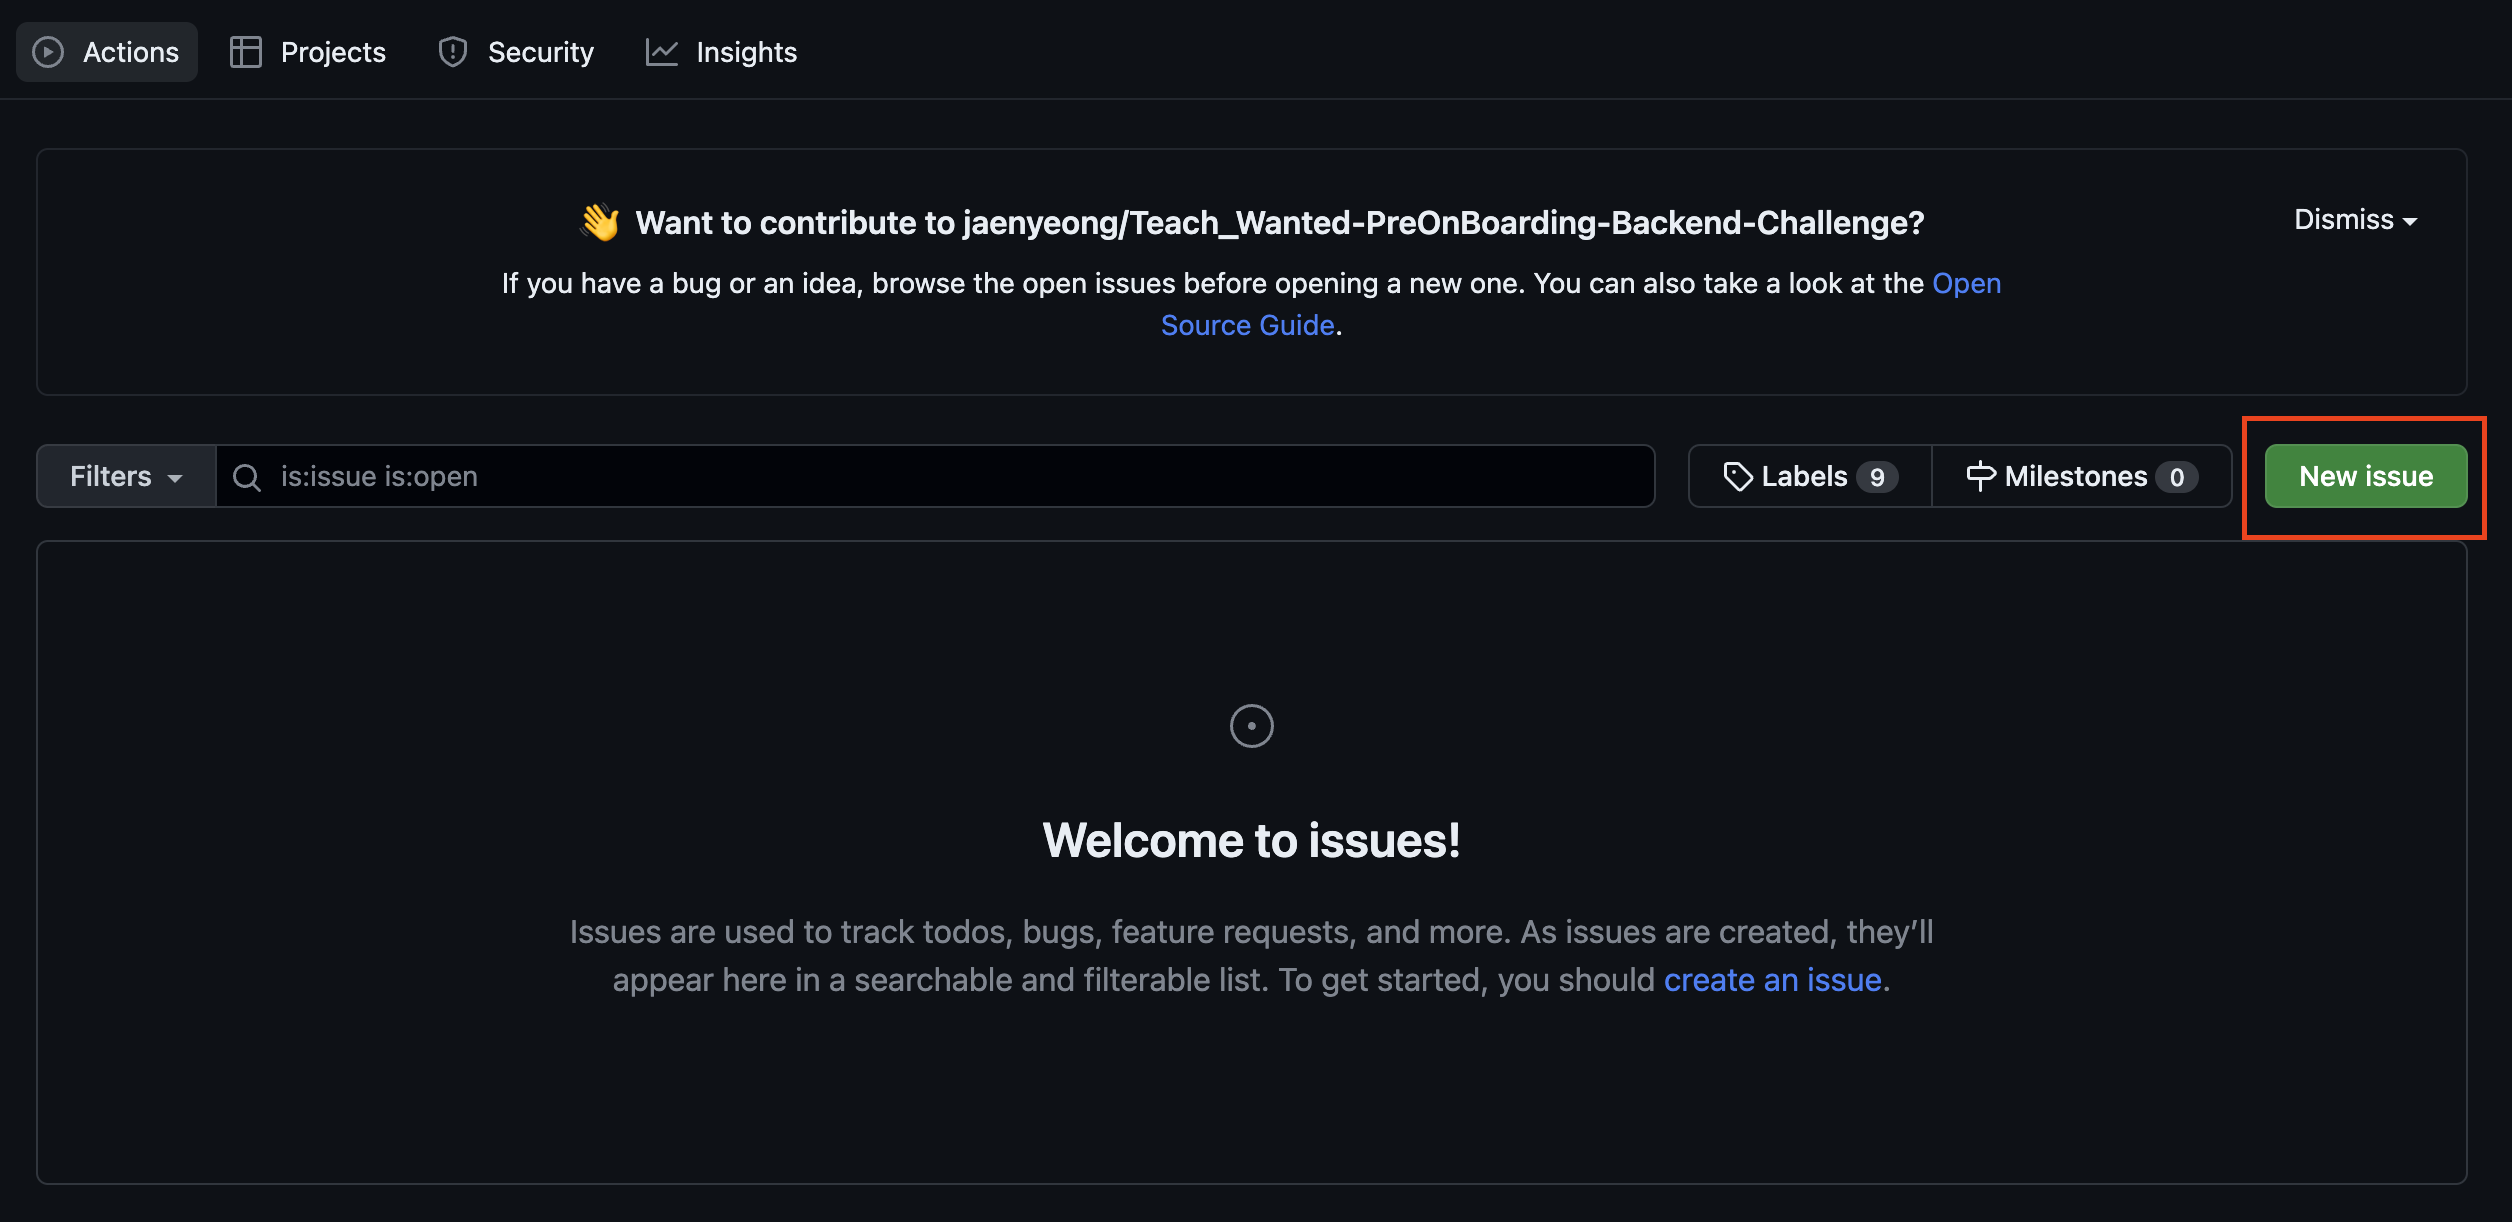 Actions Projects Security Insights
👋 Want to contribute to jaenyeong/Teach_Wanted-PreOnBoarding-Backend-Challenge?
Dismiss
If you have a bug or an idea, browse the open issues before opening a new one. You can also take a look at the Open
Source Guide.
Filters is:issue is:open Labels 9 Milestones 0 New issue
Welcome to issues!
Issues are used to track todos, bugs, feature requests, and more. As issues are created, they’ll
appear here in a searchable and filterable list. To get started, you should create an issue.